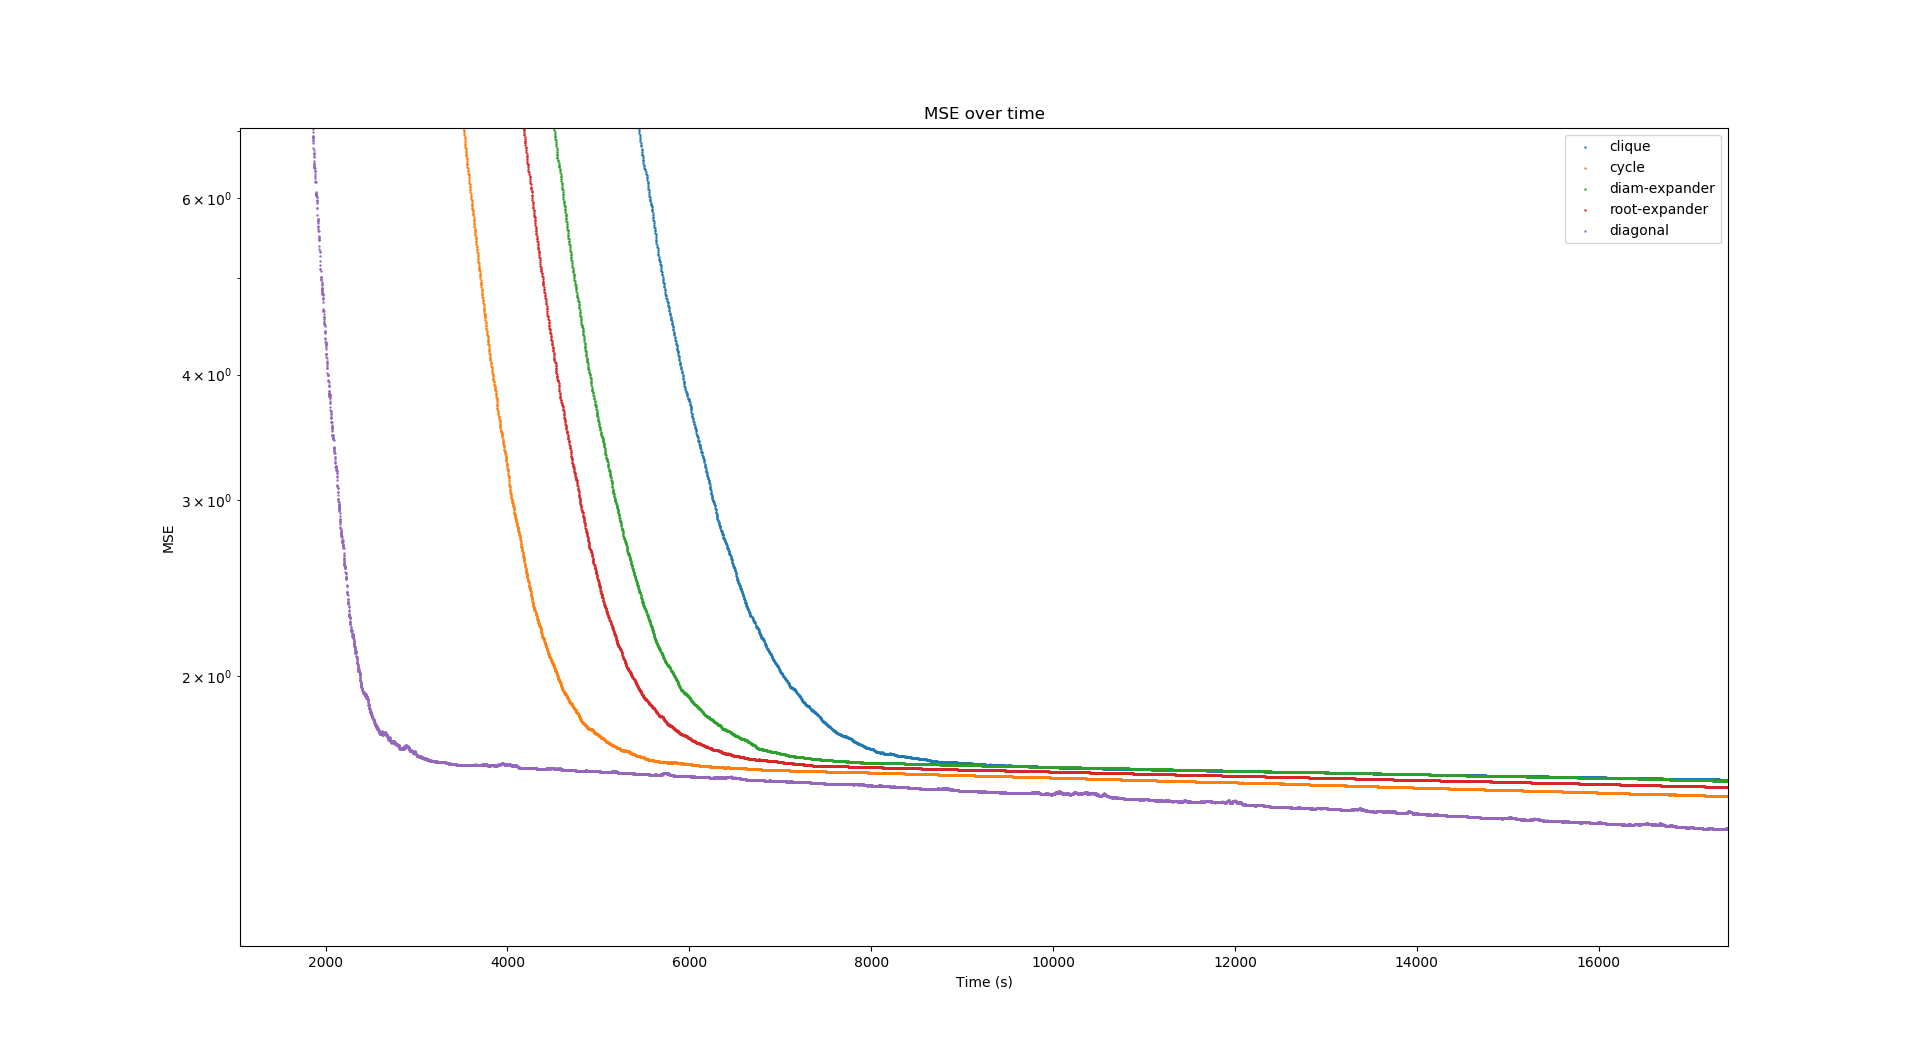 MSE over time
clique
cycle
diam-expander
root-expander
diagonal
6 × 10⁰
4 × 10⁰
3 × 10⁰
2 × 10⁰
MSE
2000 4000 6000 8000 10000 12000 14000 16000
Time (s)